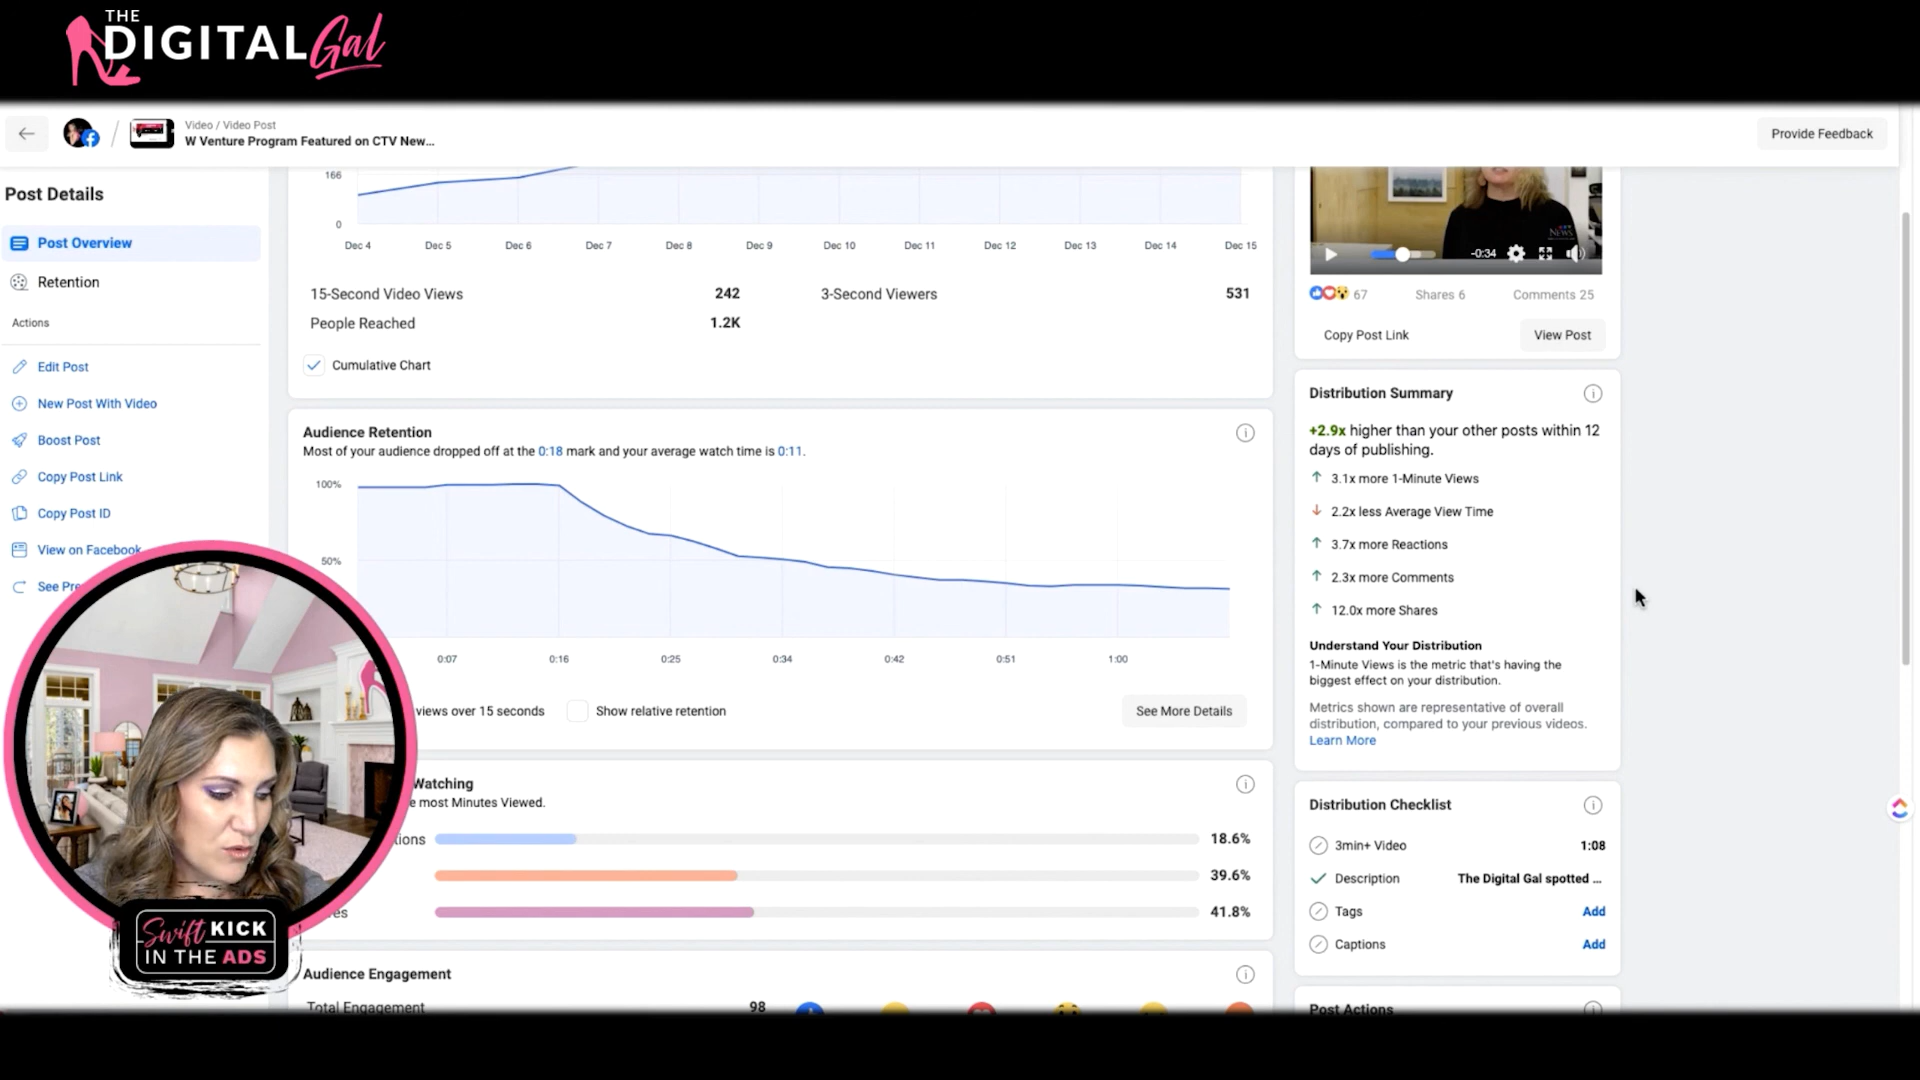 THE
DIGITAL Gal
Video / Video Post
W Venture Program Featured on CTV New...
Provide Feedback
Post Details
Post Overview
Retention
Actions
Edit Post
New Post With Video
Boost Post
Copy Post Link
Copy Post ID
View on Facebook
See Pre
166
0
Dec 4 Dec 5 Dec 6 Dec 7 Dec 8 Dec 9 Dec 10 Dec 11 Dec 12 Dec 13 Dec 14 Dec 15
15-Second Video Views 242 3-Second Viewers 531
People Reached 1.2K
Cumulative Chart
Audience Retention
Most of your audience dropped off at the 0:18 mark and your average watch time is 0:11.
100%
50%
0:07 0:16 0:25 0:34 0:42 0:51 1:00
views over 15 seconds Show relative retention See More Details
Watching
e most Minutes Viewed.
tions 18.6%
39.6%
es 41.8%
Audience Engagement
Total Engagement 98
NEWS
-0:34
67 Shares 6 Comments 25
Copy Post Link View Post
Distribution Summary
+2.9x higher than your other posts within 12
days of publishing.
3.1x more 1-Minute Views
2.2x less Average View Time
3.7x more Reactions
2.3x more Comments
12.0x more Shares
Understand Your Distribution
1-Minute Views is the metric that's having the
biggest effect on your distribution.
Metrics shown are representative of overall
distribution, compared to your previous videos.
Learn More
Distribution Checklist
3min+ Video 1:08
Description The Digital Gal spotted ...
Tags Add
Captions Add
Post Actions
Swift KICK
IN THE ADS